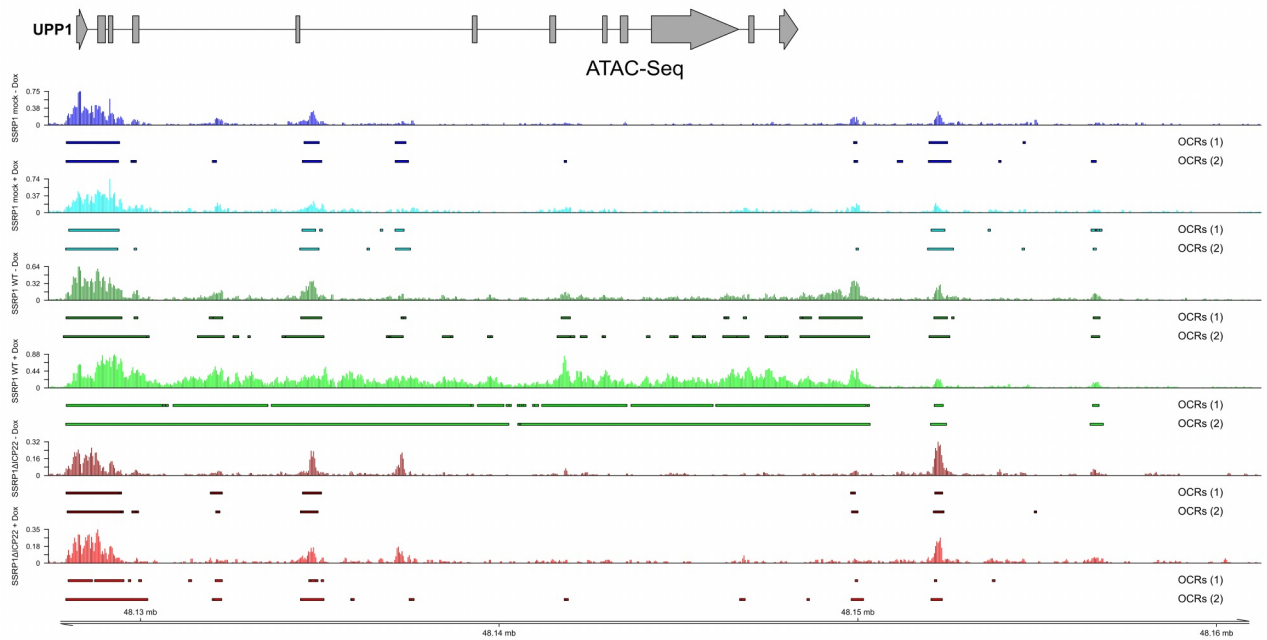 UPP1
ATAC-Seq
SSRP1 mock - Dox
0.75
0.38
0
OCRs (1)
OCRs (2)
SSRP1 mock + Dox
0.74
0.37
0
OCRs (1)
OCRs (2)
SSRP1 WT - Dox
0.64
0.32
0
OCRs (1)
OCRs (2)
SSRP1 WT + Dox
0.88
0.44
0
OCRs (1)
OCRs (2)
SSRP1ΔICP22 - Dox
0.32
0.16
0
OCRs (1)
OCRs (2)
SSRP1ΔICP22 + Dox
0.35
0.18
0
OCRs (1)
OCRs (2)
48.13 mb
48.15 mb
48.14 mb
48.16 mb